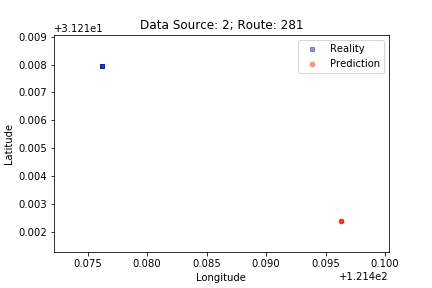 Data Source: 2; Route: 281
+3.121e1
0.009
0.008
0.007
0.006
0.005
0.004
0.003
0.002
Latitude
Reality
Prediction
0.075 0.080 0.085 0.090 0.095 0.100
Longitude
+1.214e2